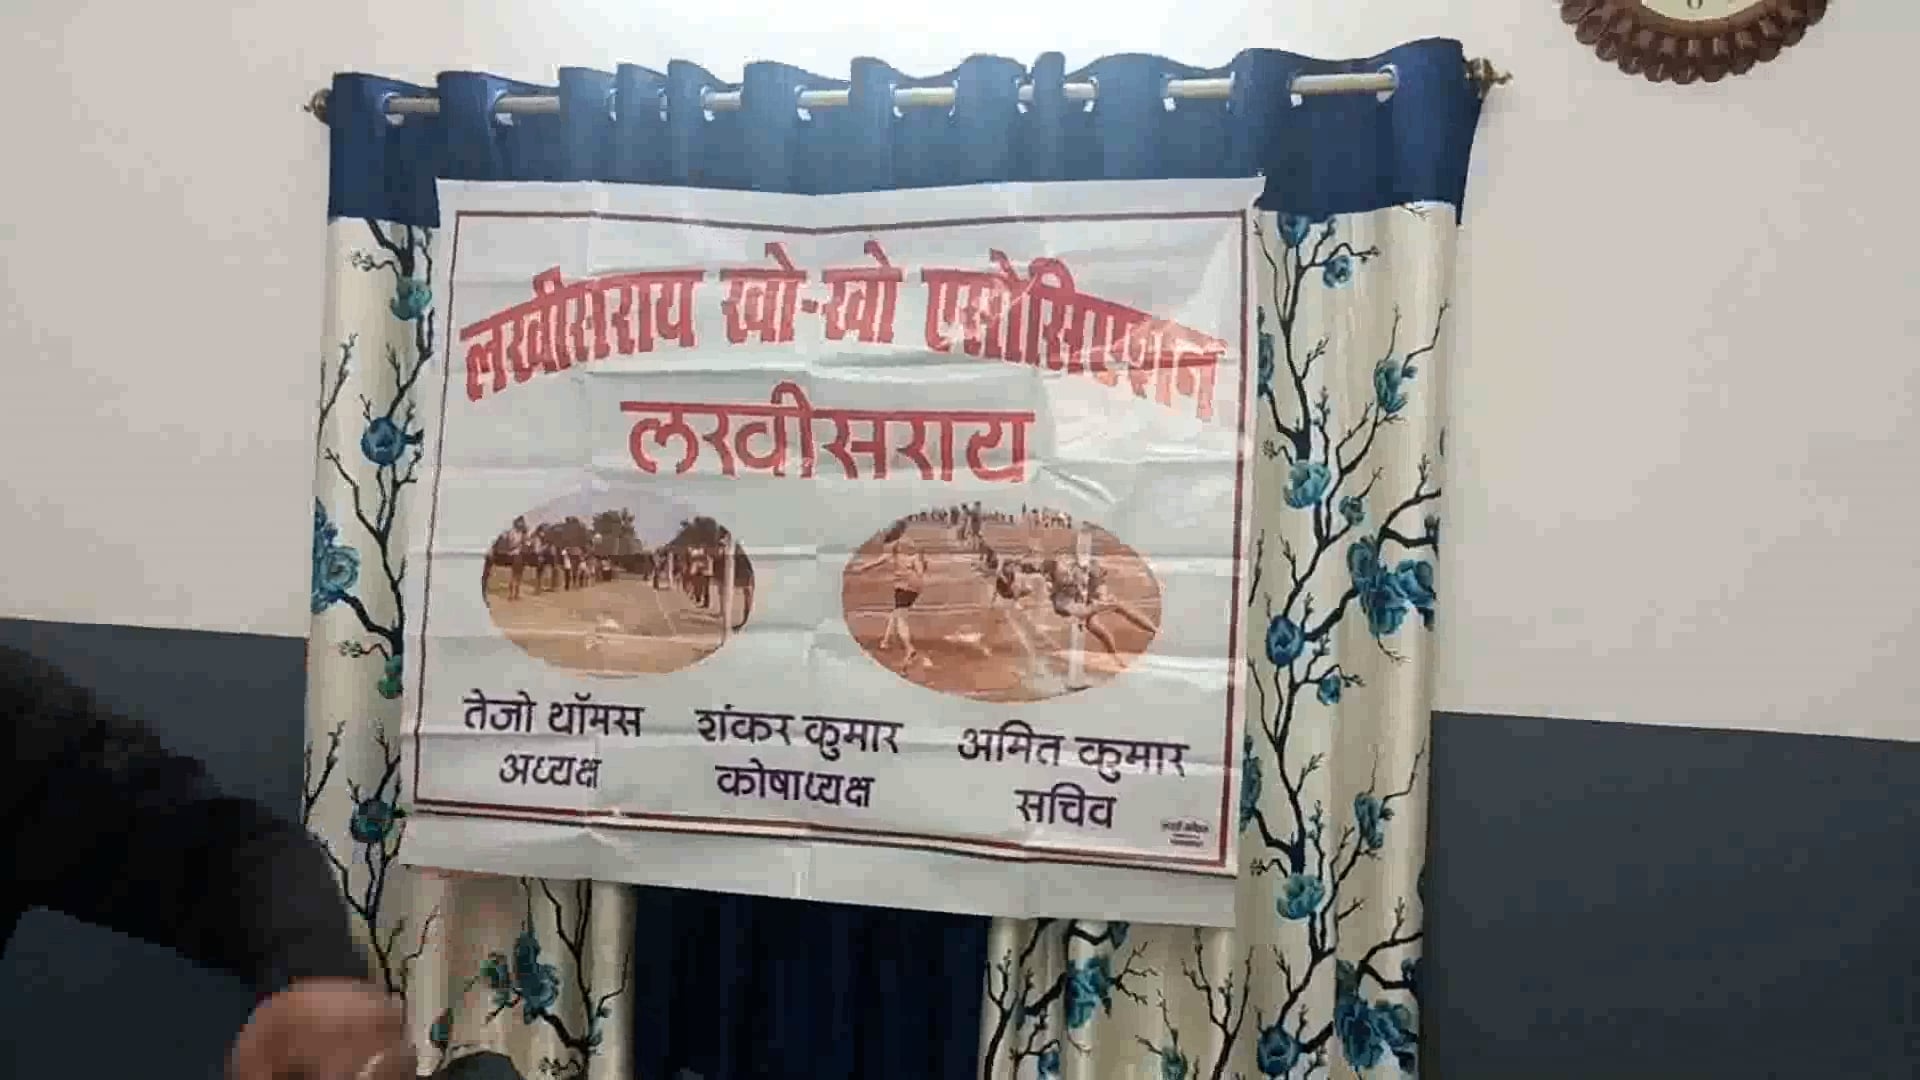 लखीसराय खो-खो एसोसिएशन
लखीसराय
तेजो थॉमस शंकर कुमार अमित कुमार
अध्यक्ष कोषाध्यक्ष सचिव